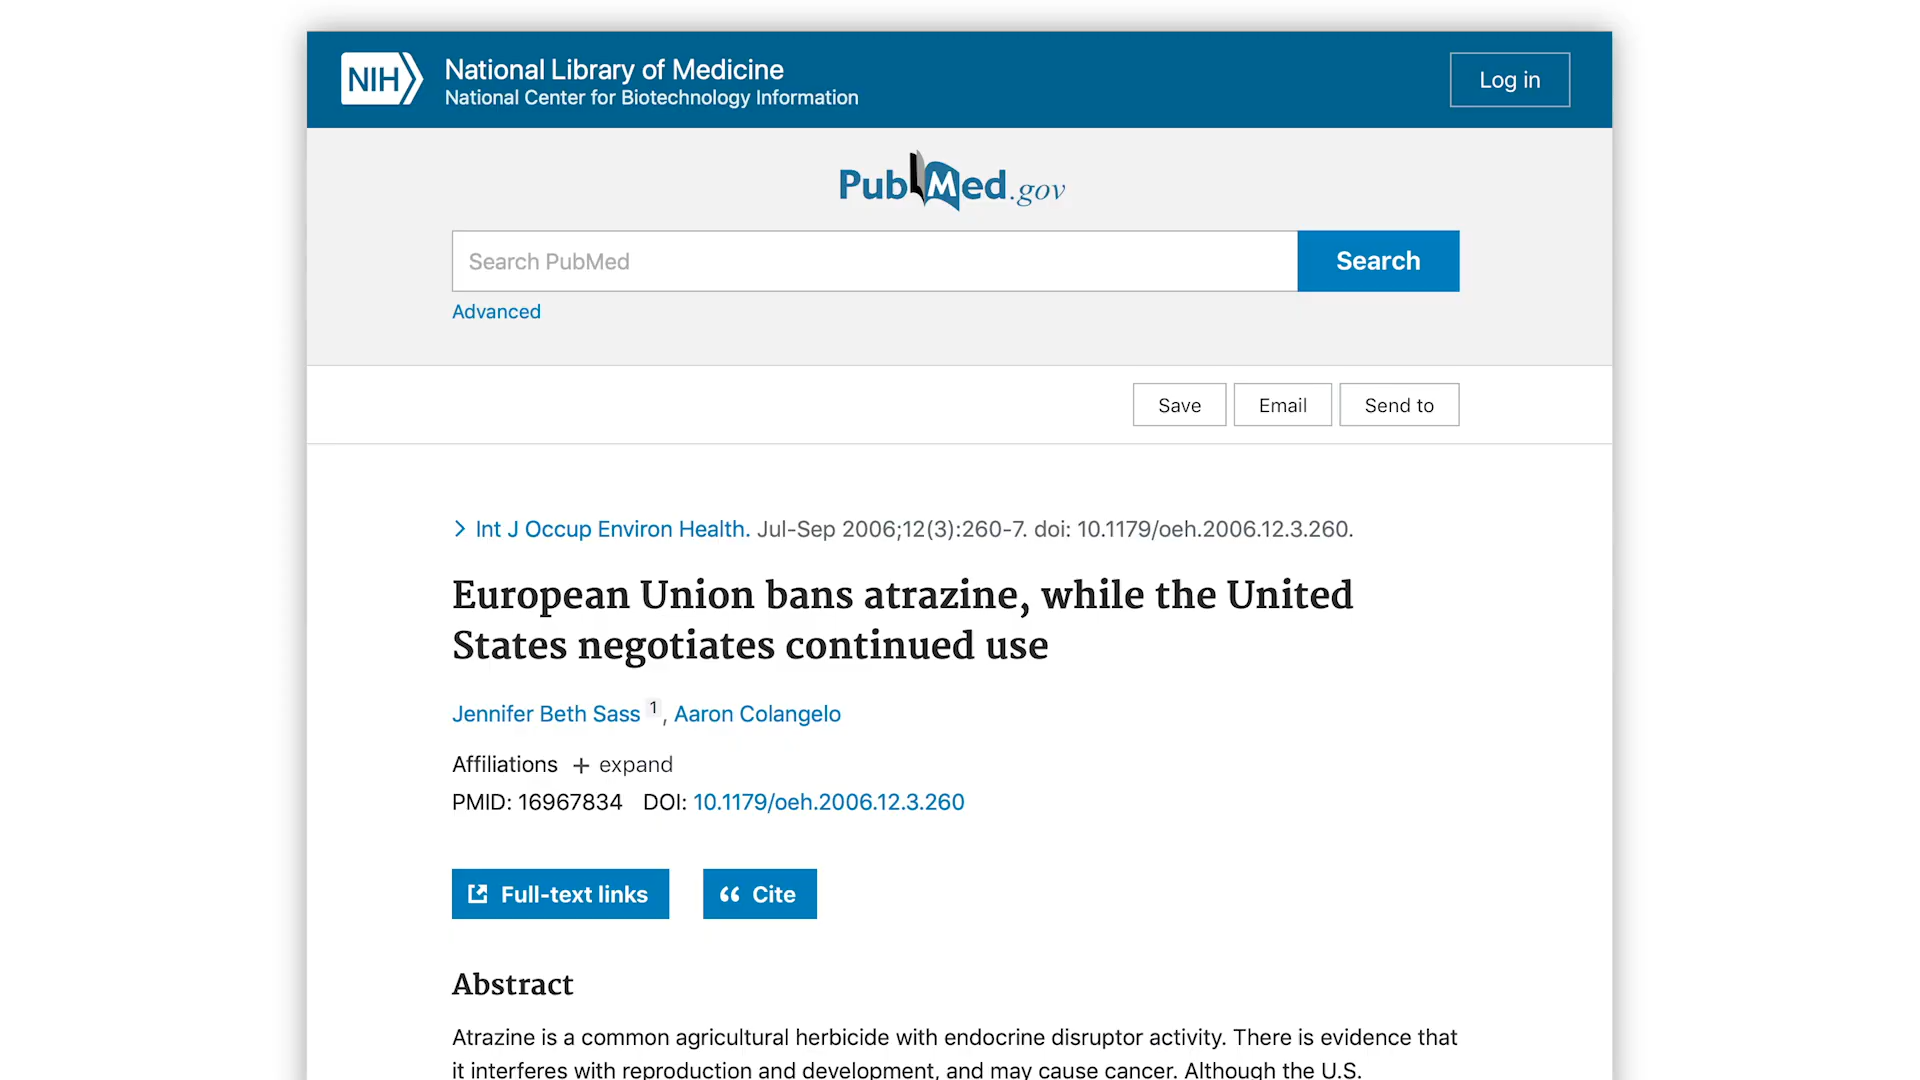 NIH
National Library of Medicine
National Center for Biotechnology Information
Log in
PubMed.gov
Search PubMed
Search
Advanced
Save
Email
Send to
Int J Occup Environ Health. Jul-Sep 2006;12(3):260-7. doi: 10.1179/oeh.2006.12.3.260.
European Union bans atrazine, while the United
States negotiates continued use
Jennifer Beth Sass 1, Aaron Colangelo
Affiliations + expand
PMID: 16967834 DOI: 10.1179/oeh.2006.12.3.260
Full-text links
Cite
Abstract
Atrazine is a common agricultural herbicide with endocrine disruptor activity. There is evidence that
it interferes with reproduction and development, and may cause cancer. Although the U.S.